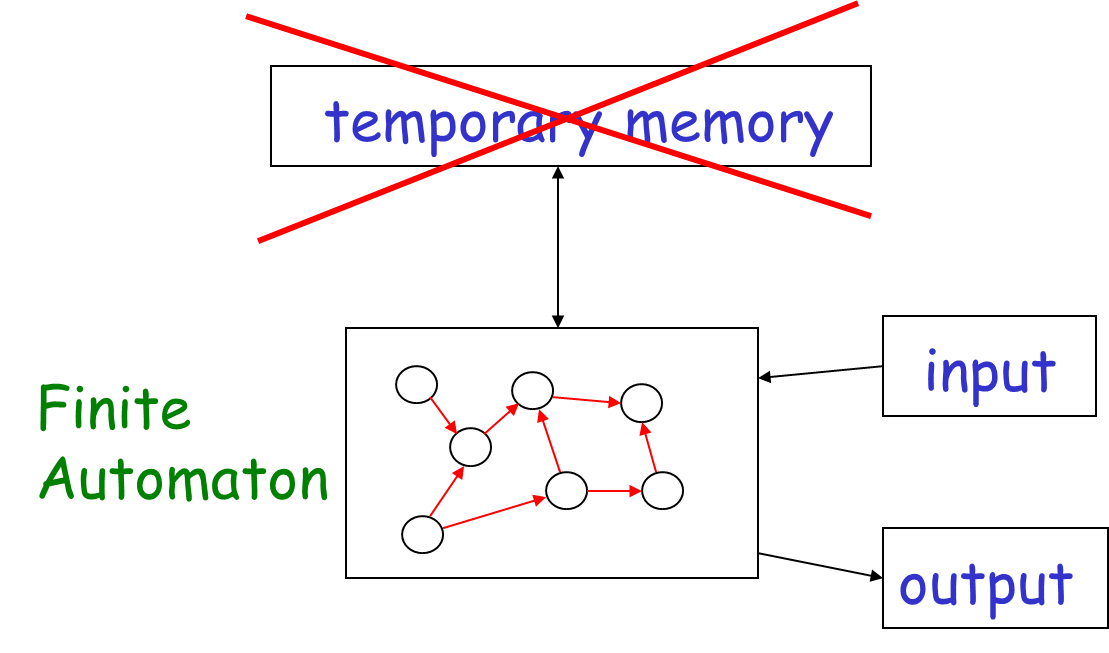 temporary memory
input
Finite
Automaton
output